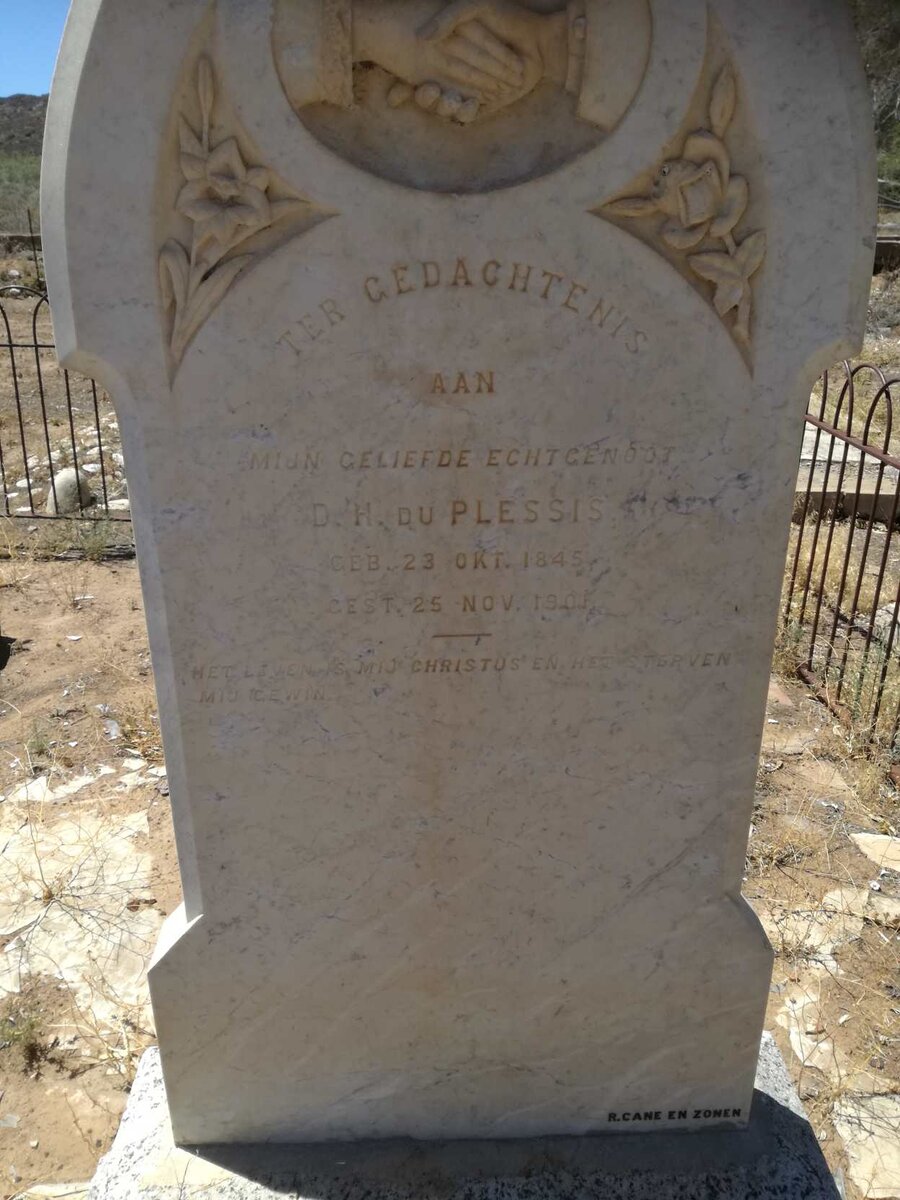 TER GEDACHTENIS
AAN
MIJN GELIEFDE ECHTGENOOT
D. H. DU PLESSIS
GEB. 23 OKT. 1845
GEST. 25 NOV. 1901
HET LEVEN IS MIJ CHRISTUS EN HET STERVEN
MIJ GEWIN
R. CANE EN ZONEN